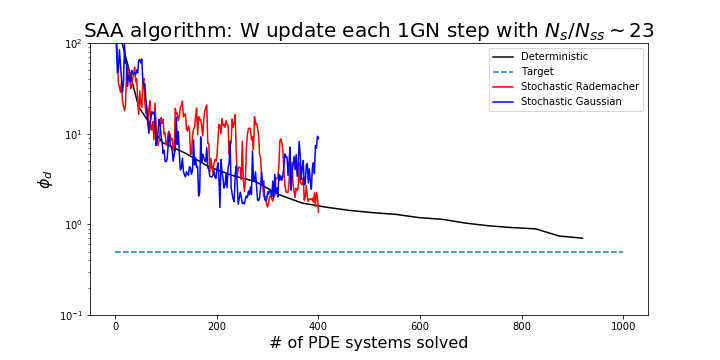 SAA algorithm: W update each 1GN step with $N_s/N_{ss} \sim 23$
Deterministic
Target
Stochastic Rademacher
Stochastic Gaussian
$\phi_d$
$10^2$
$10^1$
$10^0$
$10^{-1}$
0 200 400 600 800 1000
# of PDE systems solved